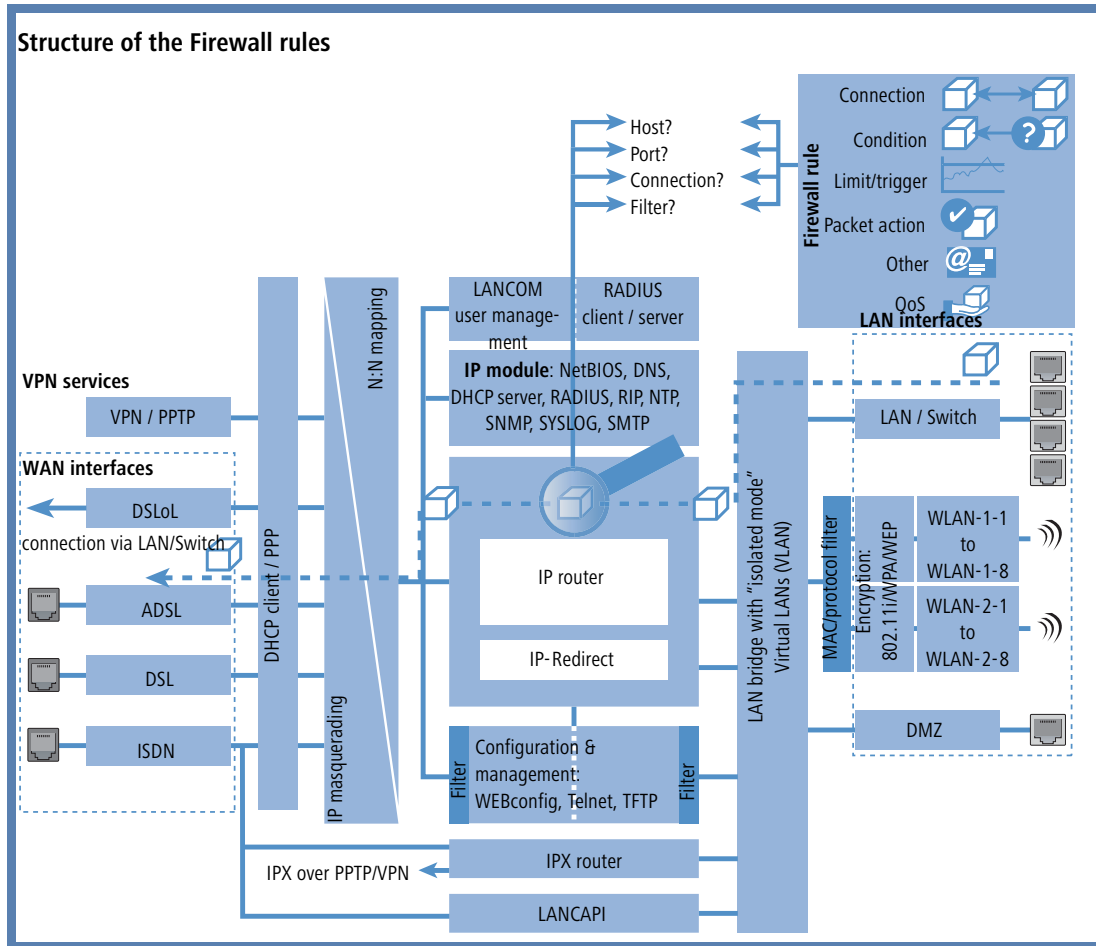 Structure of the Firewall rules
Host?
Port?
Connection?
Filter?
Firewall rule
Connection
Condition
?
Limit/trigger
Packet action
Other
@
QoS
LAN interfaces
LANCOM
user manage-
ment
RADIUS
client / server
IP module: NetBIOS, DNS,
DHCP server, RADIUS, RIP, NTP,
SNMP, SYSLOG, SMTP
N:N mapping
IP masquerading
DHCP client / PPP
VPN services
VPN / PPTP
WAN interfaces
DSLoL
connection via LAN/Switch
ADSL
DSL
ISDN
IP router
IP-Redirect
Filter
Configuration &
management:
WEBconfig, Telnet, TFTP
Filter
IPX over PPTP/VPN
IPX router
LANCAPI
LAN bridge with “isolated mode”
Virtual LANs (VLAN)
LAN / Switch
MAC/protocol filter
Encryption:
802.11i/WPA/WEP
WLAN-1-1
to
WLAN-1-8
WLAN-2-1
to
WLAN-2-8
DMZ